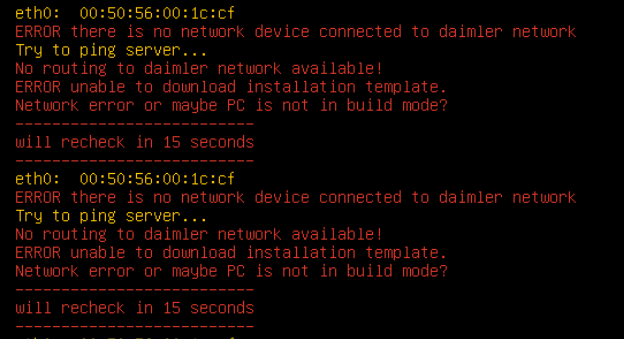 eth0:  00:50:56:00:1c:cf
ERROR there is no network device connected to daimler network
Try to ping server...
No routing to daimler network available!
ERROR unable to download installation template.
Network error or maybe PC is not in build mode?
--------------------------
will recheck in 15 seconds
--------------------------
eth0:  00:50:56:00:1c:cf
ERROR there is no network device connected to daimler network
Try to ping server...
No routing to daimler network available!
ERROR unable to download installation template.
Network error or maybe PC is not in build mode?
--------------------------
will recheck in 15 seconds
--------------------------